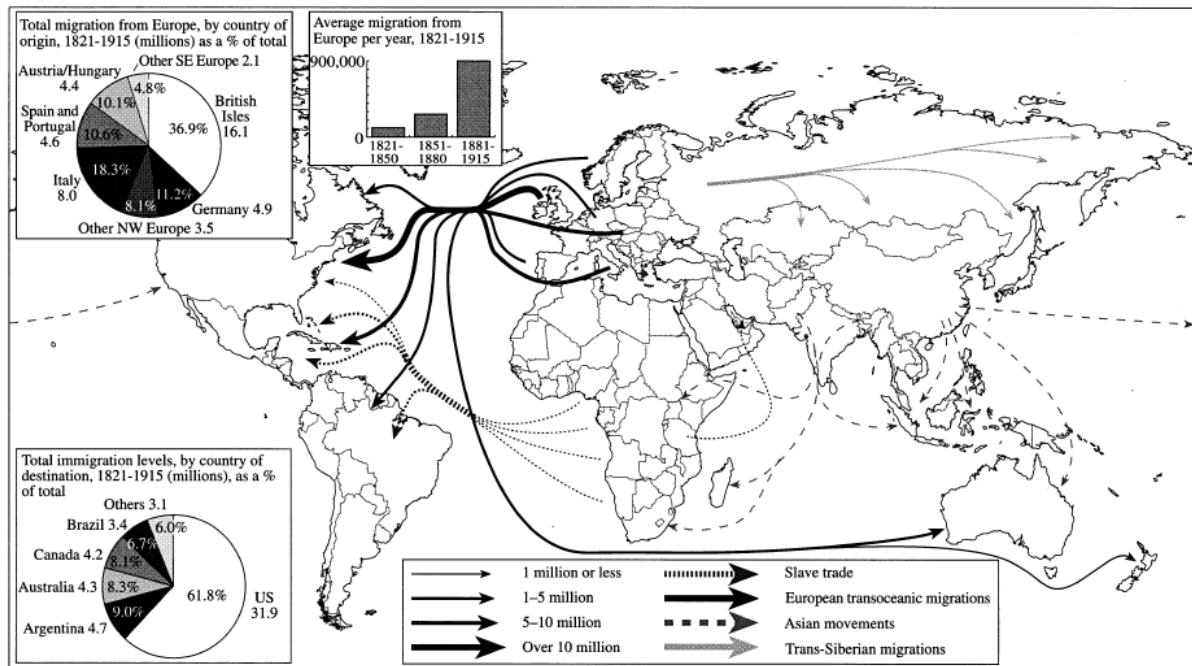 Total migration from Europe, by country of
origin, 1821-1915 (millions) as a % of total
Other SE Europe 2.1
Austria/Hungary
4.4
4.8%
10.1%
Spain and
Portugal
4.6
10.6%
British
Isles
16.1
36.9%
18.3%
Italy
8.0
11.2%
8.1%
Germany 4.9
Other NW Europe 3.5
Average migration from
Europe per year, 1821-1915
900,000
0
1821-
1850
1851-
1880
1881-
1915
Total immigration levels, by country of
destination, 1821-1915 (millions), as a %
of total
Others 3.1
6.0%
Brazil 3.4
6.7%
Canada 4.2
8.1%
Australia 4.3
8.3%
61.8%
US
31.9
9.0%
Argentina 4.7
1 million or less
1–5 million
5–10 million
Over 10 million
Slave trade
European transoceanic migrations
Asian movements
Trans-Siberian migrations